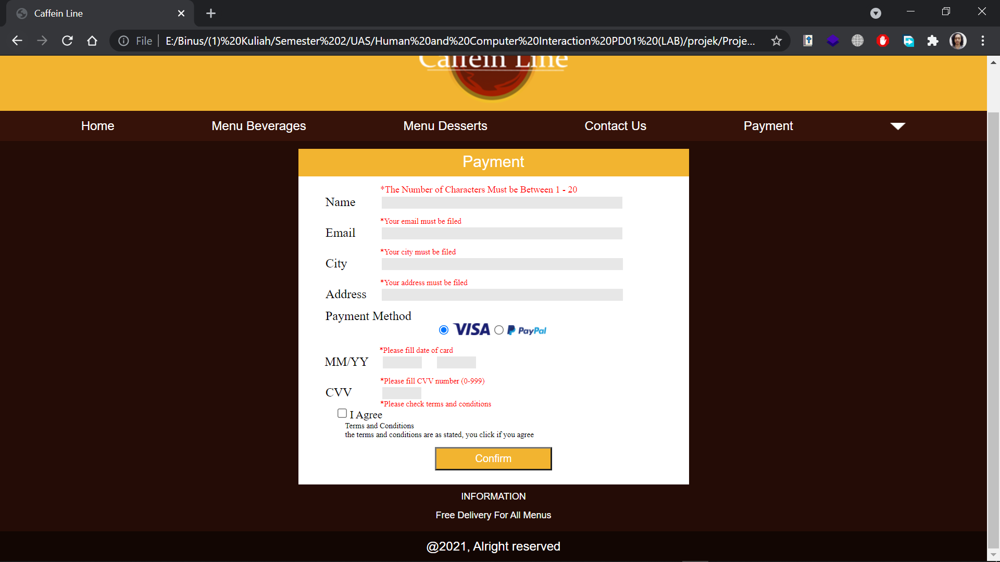 Caffein Line
File
E:/Binus/(1)%20Kuliah/Semester%202/UAS/Human%20and%20Computer%20Interaction%20PD01%20(LAB)/projek/Proje...
Caffein Line
Home
Menu Beverages
Menu Desserts
Contact Us
Payment
Payment
*The Number of Characters Must be Between 1 - 20
Name
*Your email must be filed
Email
*Your city must be filed
City
*Your address must be filed
Address
Payment Method
VISA
PayPal
*Please fill date of card
MM/YY
*Please fill CVV number (0-999)
CVV
*Please check terms and conditions
I Agree
Terms and Conditions
the terms and conditions are as stated, you click if you agree
Confirm
INFORMATION
Free Delivery For All Menus
@2021, Alright reserved